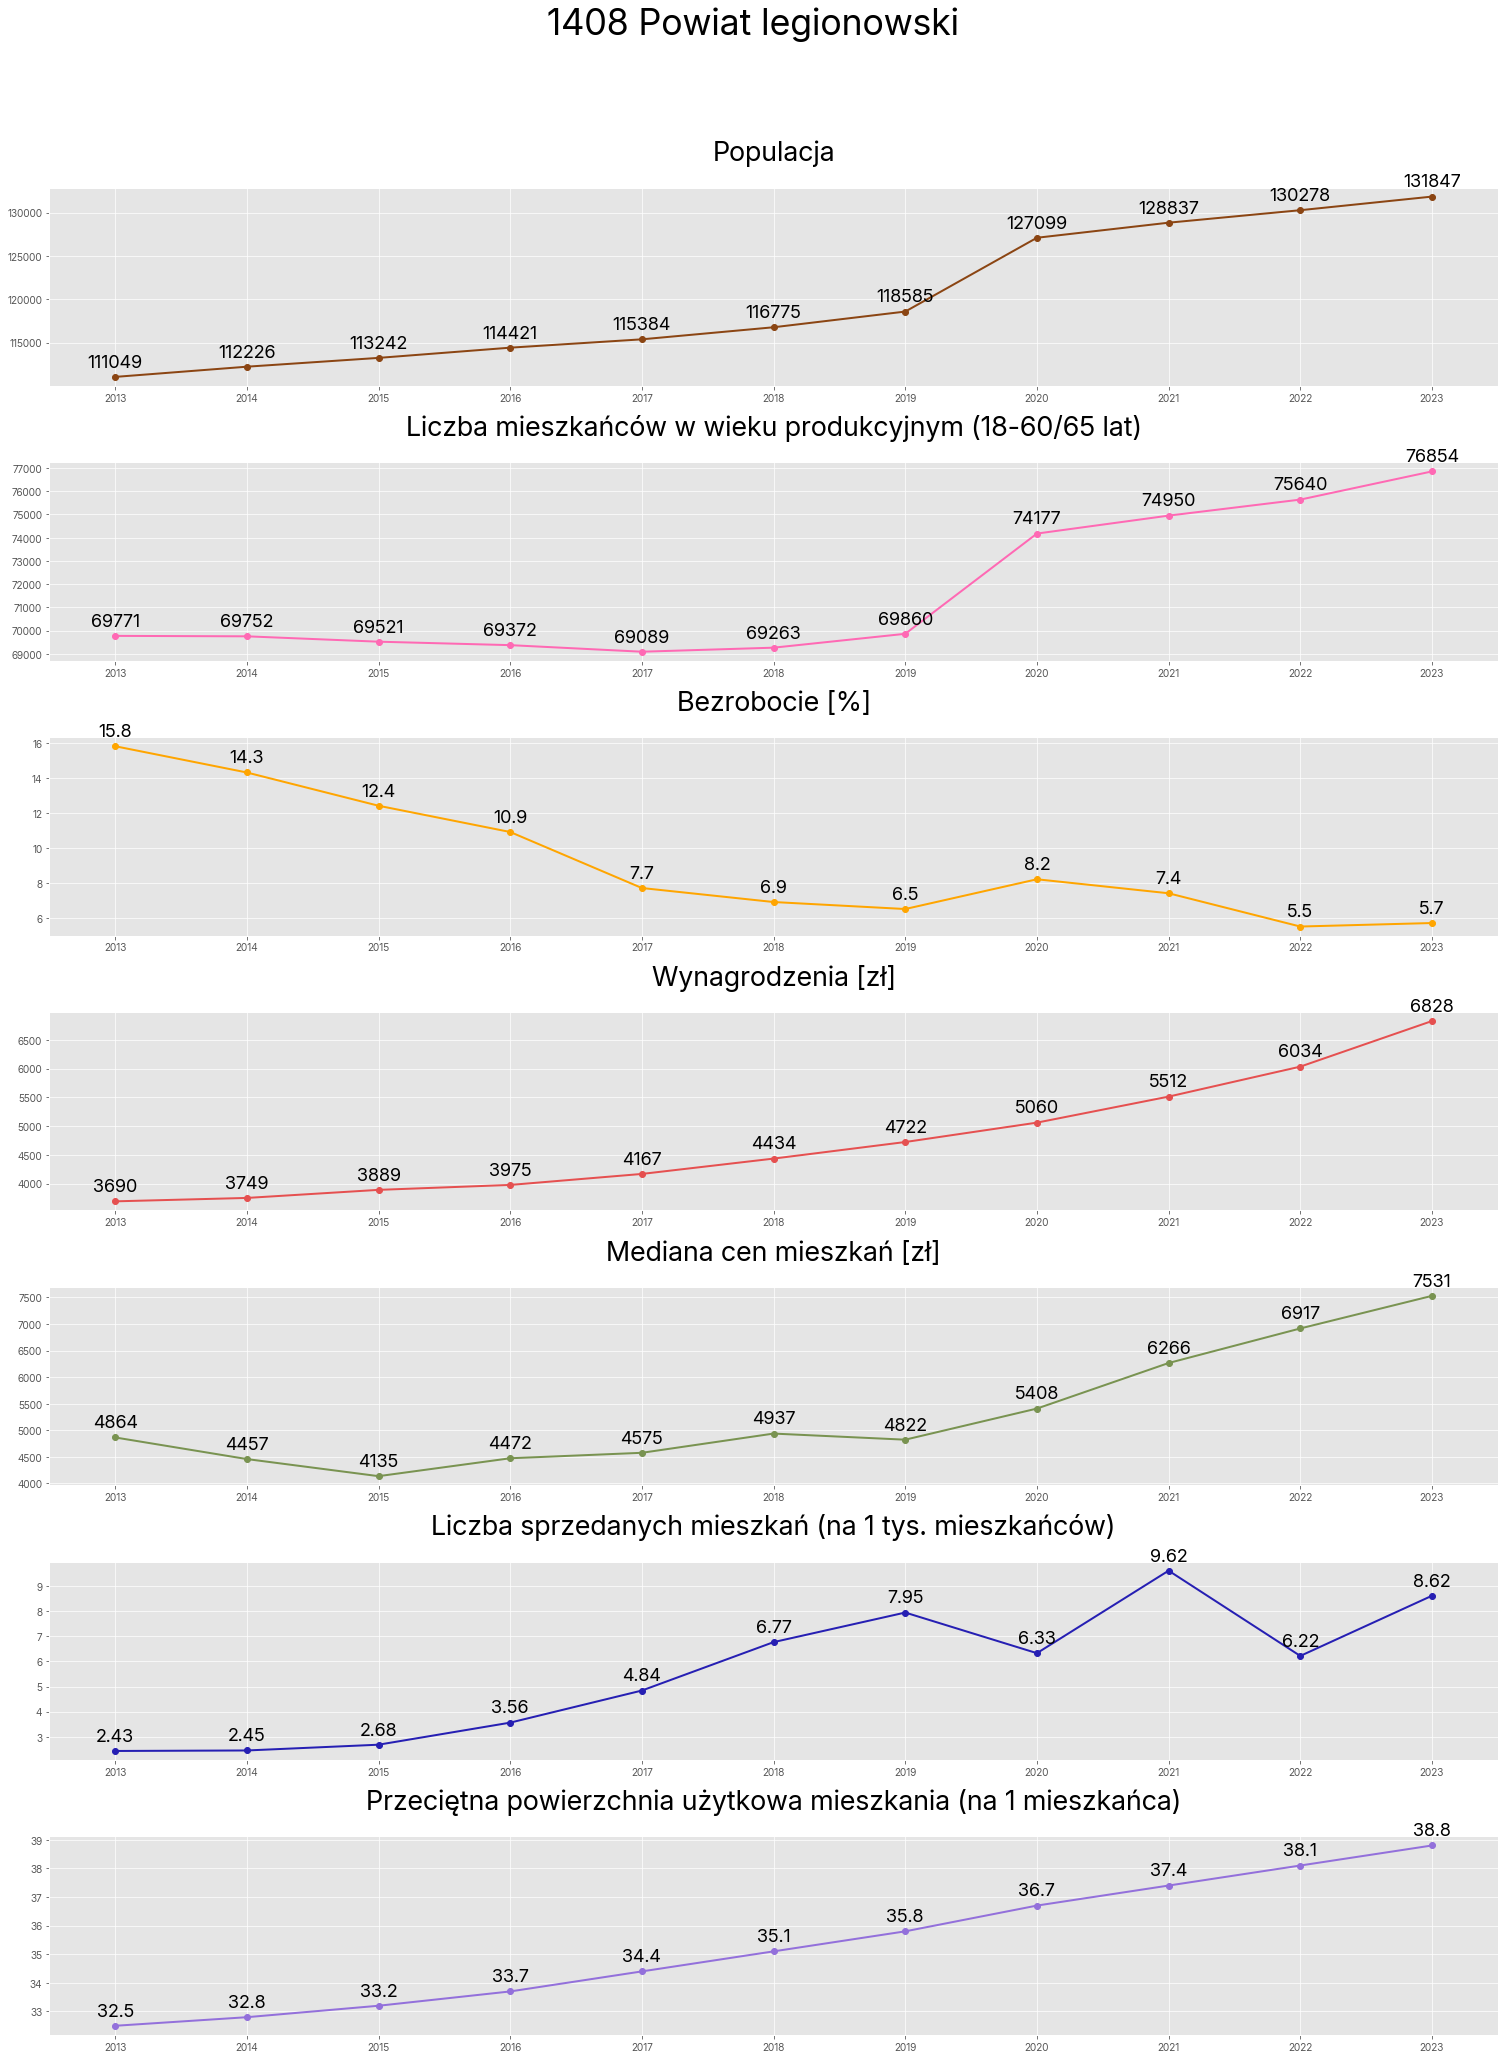 1408 Powiat legionowski
Populacja
130000
125000
120000
115000
111049 112226 113242 114421 115384 116775 118585 127099 128837 130278 131847
2013 2014 2015 2016 2017 2018 2019 2020 2021 2022 2023
Liczba mieszkańców w wieku produkcyjnym (18-60/65 lat)
77000
76000
75000
74000
73000
72000
71000
70000
69000
69771 69752 69521 69372 69089 69263 69860 74177 74950 75640 76854
2013 2014 2015 2016 2017 2018 2019 2020 2021 2022 2023
Bezrobocie [%]
16
14
12
10
8
6
15.8 14.3 12.4 10.9 7.7 6.9 6.5 8.2 7.4 5.5 5.7
2013 2014 2015 2016 2017 2018 2019 2020 2021 2022 2023
Wynagrodzenia [zł]
6500
6000
5500
5000
4500
4000
3690 3749 3889 3975 4167 4434 4722 5060 5512 6034 6828
2013 2014 2015 2016 2017 2018 2019 2020 2021 2022 2023
Mediana cen mieszkań [zł]
7500
7000
6500
6000
5500
5000
4500
4000
4864 4457 4135 4472 4575 4937 4822 5408 6266 6917 7531
2013 2014 2015 2016 2017 2018 2019 2020 2021 2022 2023
Liczba sprzedanych mieszkań (na 1 tys. mieszkańców)
9
8
7
6
5
4
3
2.43 2.45 2.68 3.56 4.84 6.77 7.95 6.33 9.62 6.22 8.62
2013 2014 2015 2016 2017 2018 2019 2020 2021 2022 2023
Przeciętna powierzchnia użytkowa mieszkania (na 1 mieszkańca)
39
38
37
36
35
34
33
32.5 32.8 33.2 33.7 34.4 35.1 35.8 36.7 37.4 38.1 38.8
2013 2014 2015 2016 2017 2018 2019 2020 2021 2022 2023